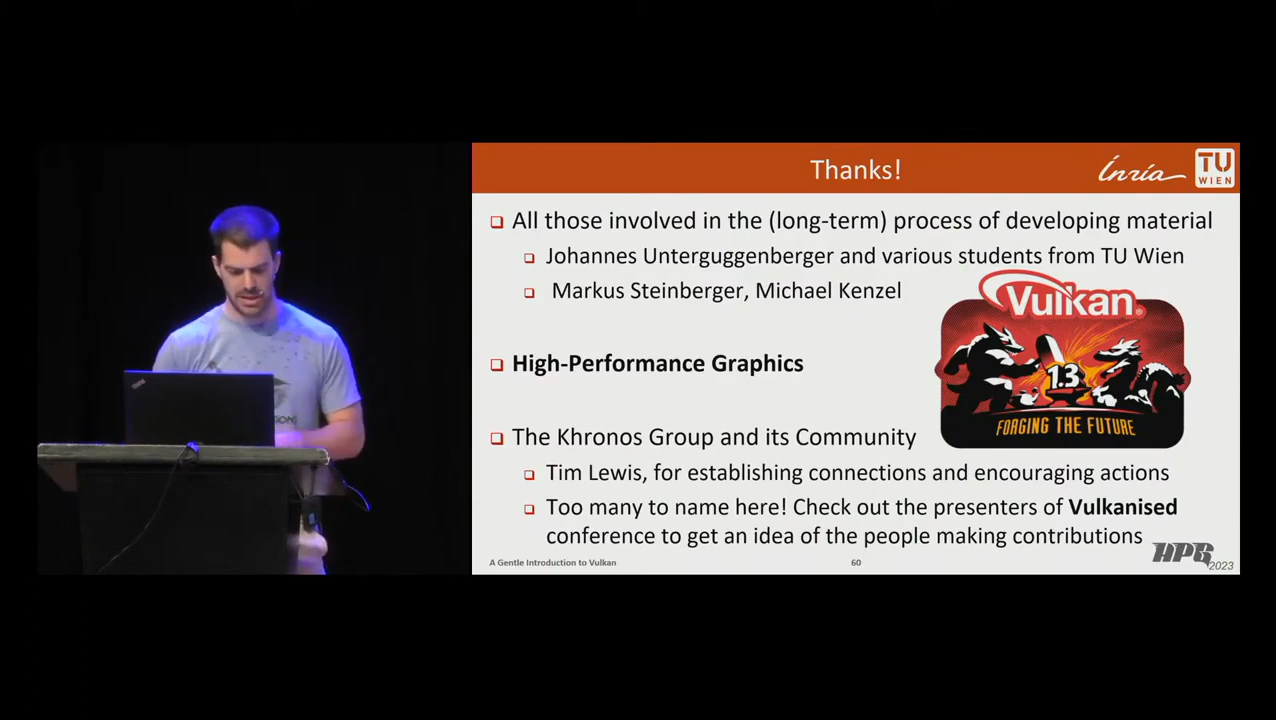 Thanks!
Inria
TU
WIEN
All those involved in the (long-term) process of developing material
Johannes Unterguggenberger and various students from TU Wien
Markus Steinberger, Michael Kenzel
Vulkan®
1.3
FORGING THE FUTURE
High-Performance Graphics
The Khronos Group and its Community
Tim Lewis, for establishing connections and encouraging actions
Too many to name here! Check out the presenters of Vulkanised
conference to get an idea of the people making contributions
A Gentle Introduction to Vulkan
60
HPG
2023